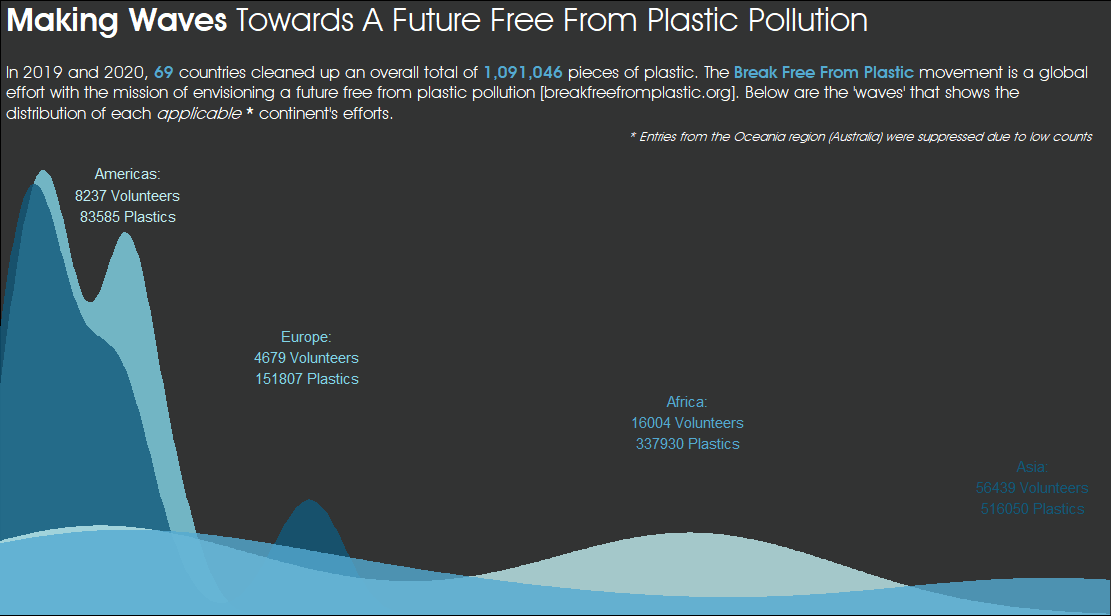 Making Waves Towards A Future Free From Plastic Pollution
In 2019 and 2020, 69 countries cleaned up an overall total of 1,091,046 pieces of plastic. The Break Free From Plastic movement is a global
effort with the mission of envisioning a future free from plastic pollution [breakfreefromplastic.org]. Below are the 'waves' that shows the
distribution of each applicable * continent's efforts.
* Entries from the Oceania region (Australia) were suppressed due to low counts
Americas:
8237 Volunteers
83585 Plastics
Europe:
4679 Volunteers
151807 Plastics
Africa:
16004 Volunteers
337930 Plastics
Asia:
56439 Volunteers
516050 Plastics